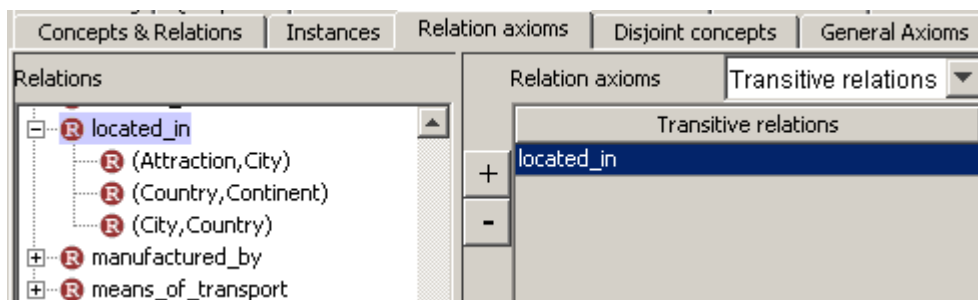 Concepts & Relations Instances Relation axioms Disjoint concepts General Axioms
Relations
located_in
(Attraction,City)
(Country,Continent)
(City,Country)
manufactured_by
means_of_transport
Relation axioms Transitive relations
Transitive relations
located_in
+
-